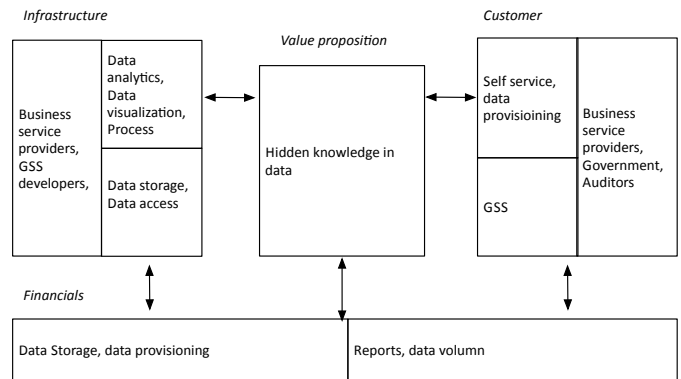 Infrastructure
Customer
Value proposition
Business
service
providers,
GSS
developers,
Data
analytics,
Data
visualization,
Process
Data storage,
Data access
Hidden knowledge in
data
Self service,
data
provisioining
GSS
Business
service
providers,
Government,
Auditors
Financials
Data Storage, data provisioning
Reports, data volumn